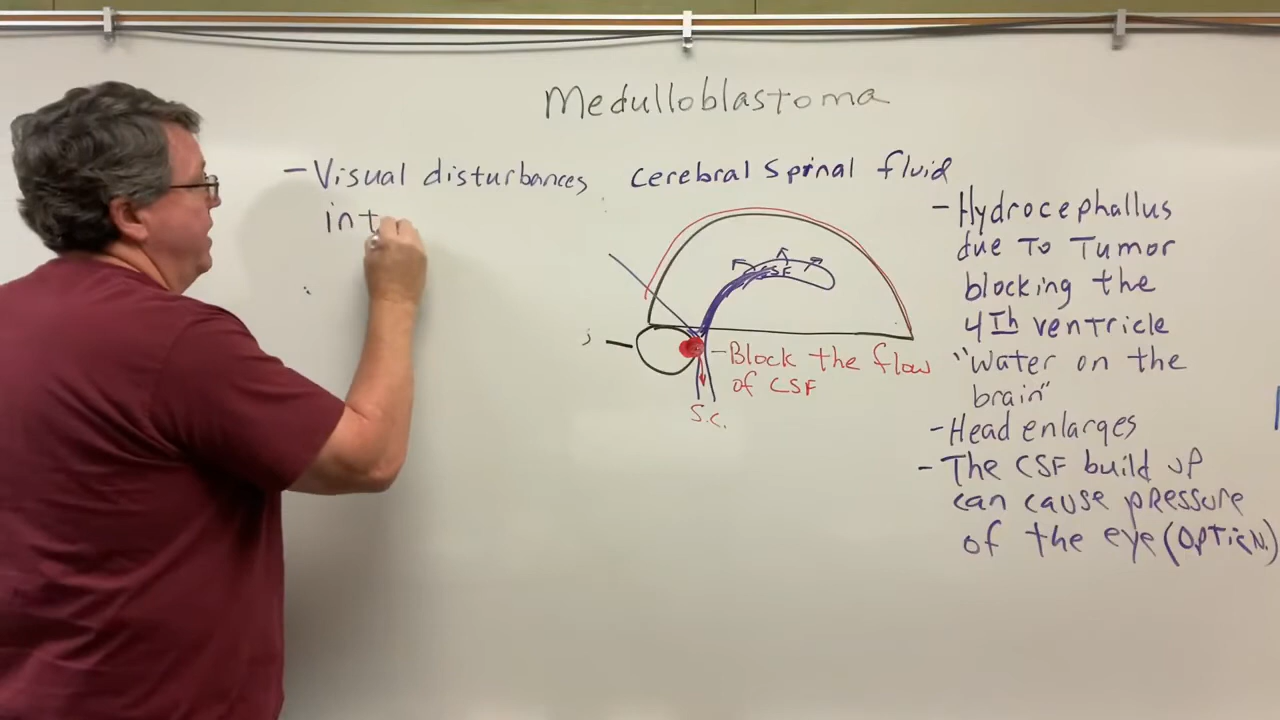 Medulloblastoma
- Visual disturbances
int
cerebral spinal fluid
CSF
- Block the flow
of CSF
S.C.
- Hydrocephallus
due To Tumor
blocking the
4Th ventricle
"Water on the
brain"
- Head enlarges
- The CSF build up
can cause pressure
of the eye (OpticN.)